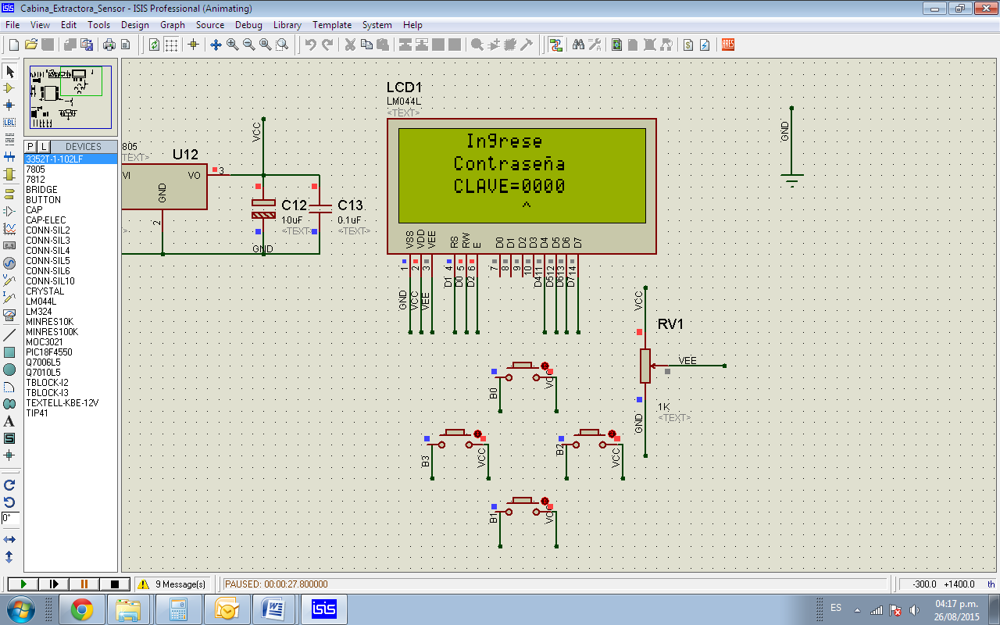 Cabina_Extractora_Sensor - ISIS Professional (Animating)
File View Edit Tools Design Graph Source Debug Library Template System Help
LBL
ARES
P L DEVICES
3352T-1-102LF
7805
7812
BRIDGE
BUTTON
CAP
CAP-ELEC
CONN-SIL2
CONN-SIL3
CONN-SIL4
CONN-SIL5
CONN-SIL6
CONN-SIL10
CRYSTAL
LM044L
LM324
MINRES10K
MINRES100K
MOC3021
PIC18F4550
Q7006L5
Q7010L5
TBLOCK-I2
TBLOCK-I3
TEXTELL-KBE-12V
TIP41
A
S
0°
805
TEXT>
U12
VI
VO
3
GND
2
VCC
C12
10uF
<TEXT>
C13
0.1uF
<TEXT>
GND
LCD1
LM044L
<TEXT>
Ingrese
Contraseña
CLAVE=0000
^
VSS VDD VEE RS RW E D0 D1 D2 D3 D4 D5 D6 D7
1 2 3 4 5 6 7 8 9 10 11 12 13 14
GND VCC VEE D1 D0 D2 D4 D5 D6 D7
GND
VCC
RV1
VEE
1K
<TEXT>
GND
B0 VCC
B3 VCC
B2 VCC
B1 VCC
9 Message(s)
PAUSED: 00:00:27.800000
-300.0 +1400.0 th
isis
ES
04:17 p.m.
26/08/2015